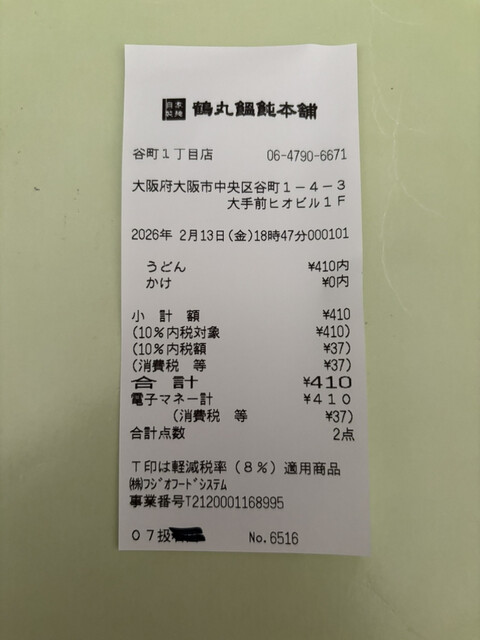 自家製麺 鶴丸饂飩本舗
谷町１丁目店 06-4790-6671
大阪府大阪市中央区谷町１－４－３
大手前ヒオビル１Ｆ
2026年 2月13日(金)18時47分000101
うどん ¥410内
かけ ¥0内
小 計 額 ¥410
(10％内税対象 ¥410)
(10％内税額 ¥37)
(消費税 等 ¥37)
合計 ¥410
電子マネー計 ¥４１０
(消費税 等 ¥37)
合計点数 2点
Ｔ印は軽減税率（８％）適用商品
㈱ﾌｼﾞｵﾌｰﾄﾞｼｽﾃﾑ
事業番号T2120001168995
０７扱 No.6516